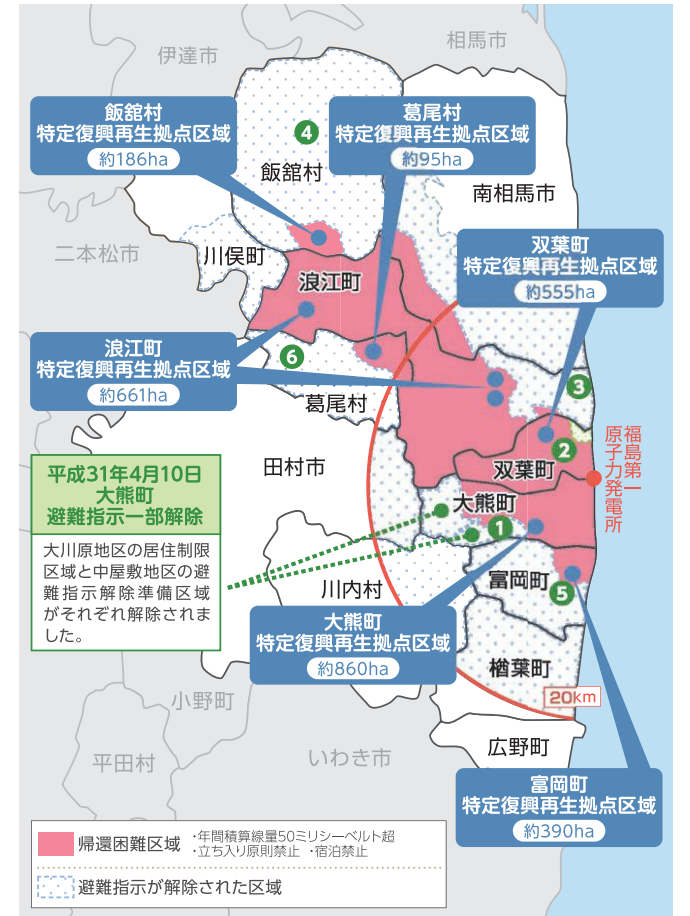 相馬市
伊達市
飯舘村
特定復興再生拠点区域
約186ha
葛尾村
特定復興再生拠点区域
約95ha
4
飯舘村
南相馬市
二本松市
川俣町
双葉町
特定復興再生拠点区域
約555ha
浪江町
浪江町
特定復興再生拠点区域
約661ha
6
3
葛尾村
2
福島第一
原子力発電所
田村市
双葉町
平成31年4月10日
大熊町
避難指示一部解除
大川原地区の居住制限
区域と中屋敷地区の避
難指示解除準備区域
がそれぞれ解除されま
した。
大熊町
1
富岡町
5
川内村
大熊町
特定復興再生拠点区域
約860ha
楢葉町
20km
小野町
広野町
いわき市
平田村
富岡町
特定復興再生拠点区域
約390ha
帰還困難区域
・年間積算線量50ミリシーベルト超
・立ち入り原則禁止 ・宿泊禁止
避難指示が解除された区域